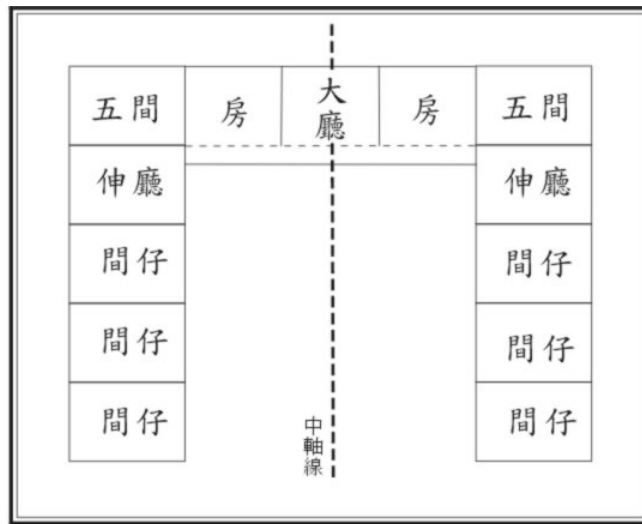 五間 房 大廳 房 五間
伸廳 伸廳
間仔 間仔
間仔 間仔
間仔 間仔
中軸線